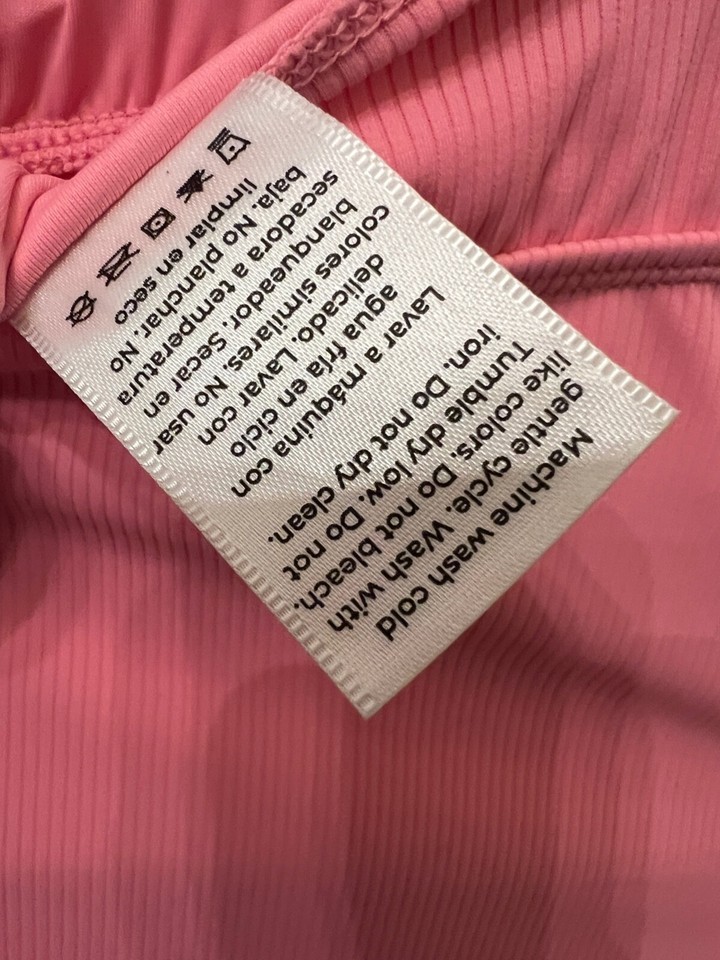 Machine wash cold
gentle cycle. Wash with
like colors. Do not bleach.
Tumble dry low. Do not
iron. Do not dry clean.
Lavar a máquina con
agua fría en ciclo
delicado. Lavar con
colores similares. No usar
blanqueador. Secar en
secadora a temperatura
baja. No planchar. No
limpiar en seco